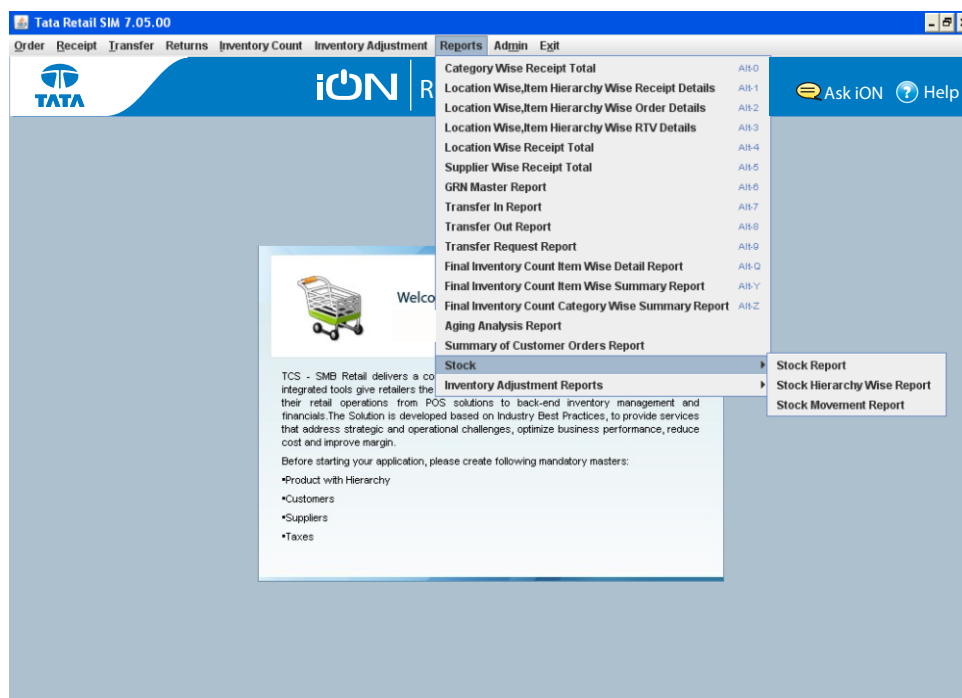 Tata Retail SIM 7.05.00
Order Receipt Transfer Returns Inventory Count Inventory Adjustment Reports Admin Exit
TATA
iON R
Ask iON ? Help
Category Wise Receipt Total Alt-0
Location Wise,Item Hierarchy Wise Receipt Details Alt-1
Location Wise,Item Hierarchy Wise Order Details Alt-2
Location Wise,Item Hierarchy Wise RTV Details Alt-3
Location Wise Receipt Total Alt-4
Supplier Wise Receipt Total Alt-5
GRN Master Report Alt-6
Transfer In Report Alt-7
Transfer Out Report Alt-8
Transfer Request Report Alt-9
Final Inventory Count Item Wise Detail Report Alt-Q
Final Inventory Count Item Wise Summary Report Alt-Y
Final Inventory Count Category Wise Summary Report Alt-Z
Aging Analysis Report
Summary of Customer Orders Report
Stock
Inventory Adjustment Reports
Stock Report
Stock Hierarchy Wise Report
Stock Movement Report
Welco
TCS - SMB Retail delivers a co
integrated tools give retailers the
their retail operations from POS solutions to back-end inventory management and
financials.The Solution is developed based on Industry Best Practices, to provide services
that address strategic and operational challenges, optimize business performance, reduce
cost and improve margin.
Before starting your application, please create following mandatory masters:
•Product with Hierarchy
•Customers
•Suppliers
•Taxes